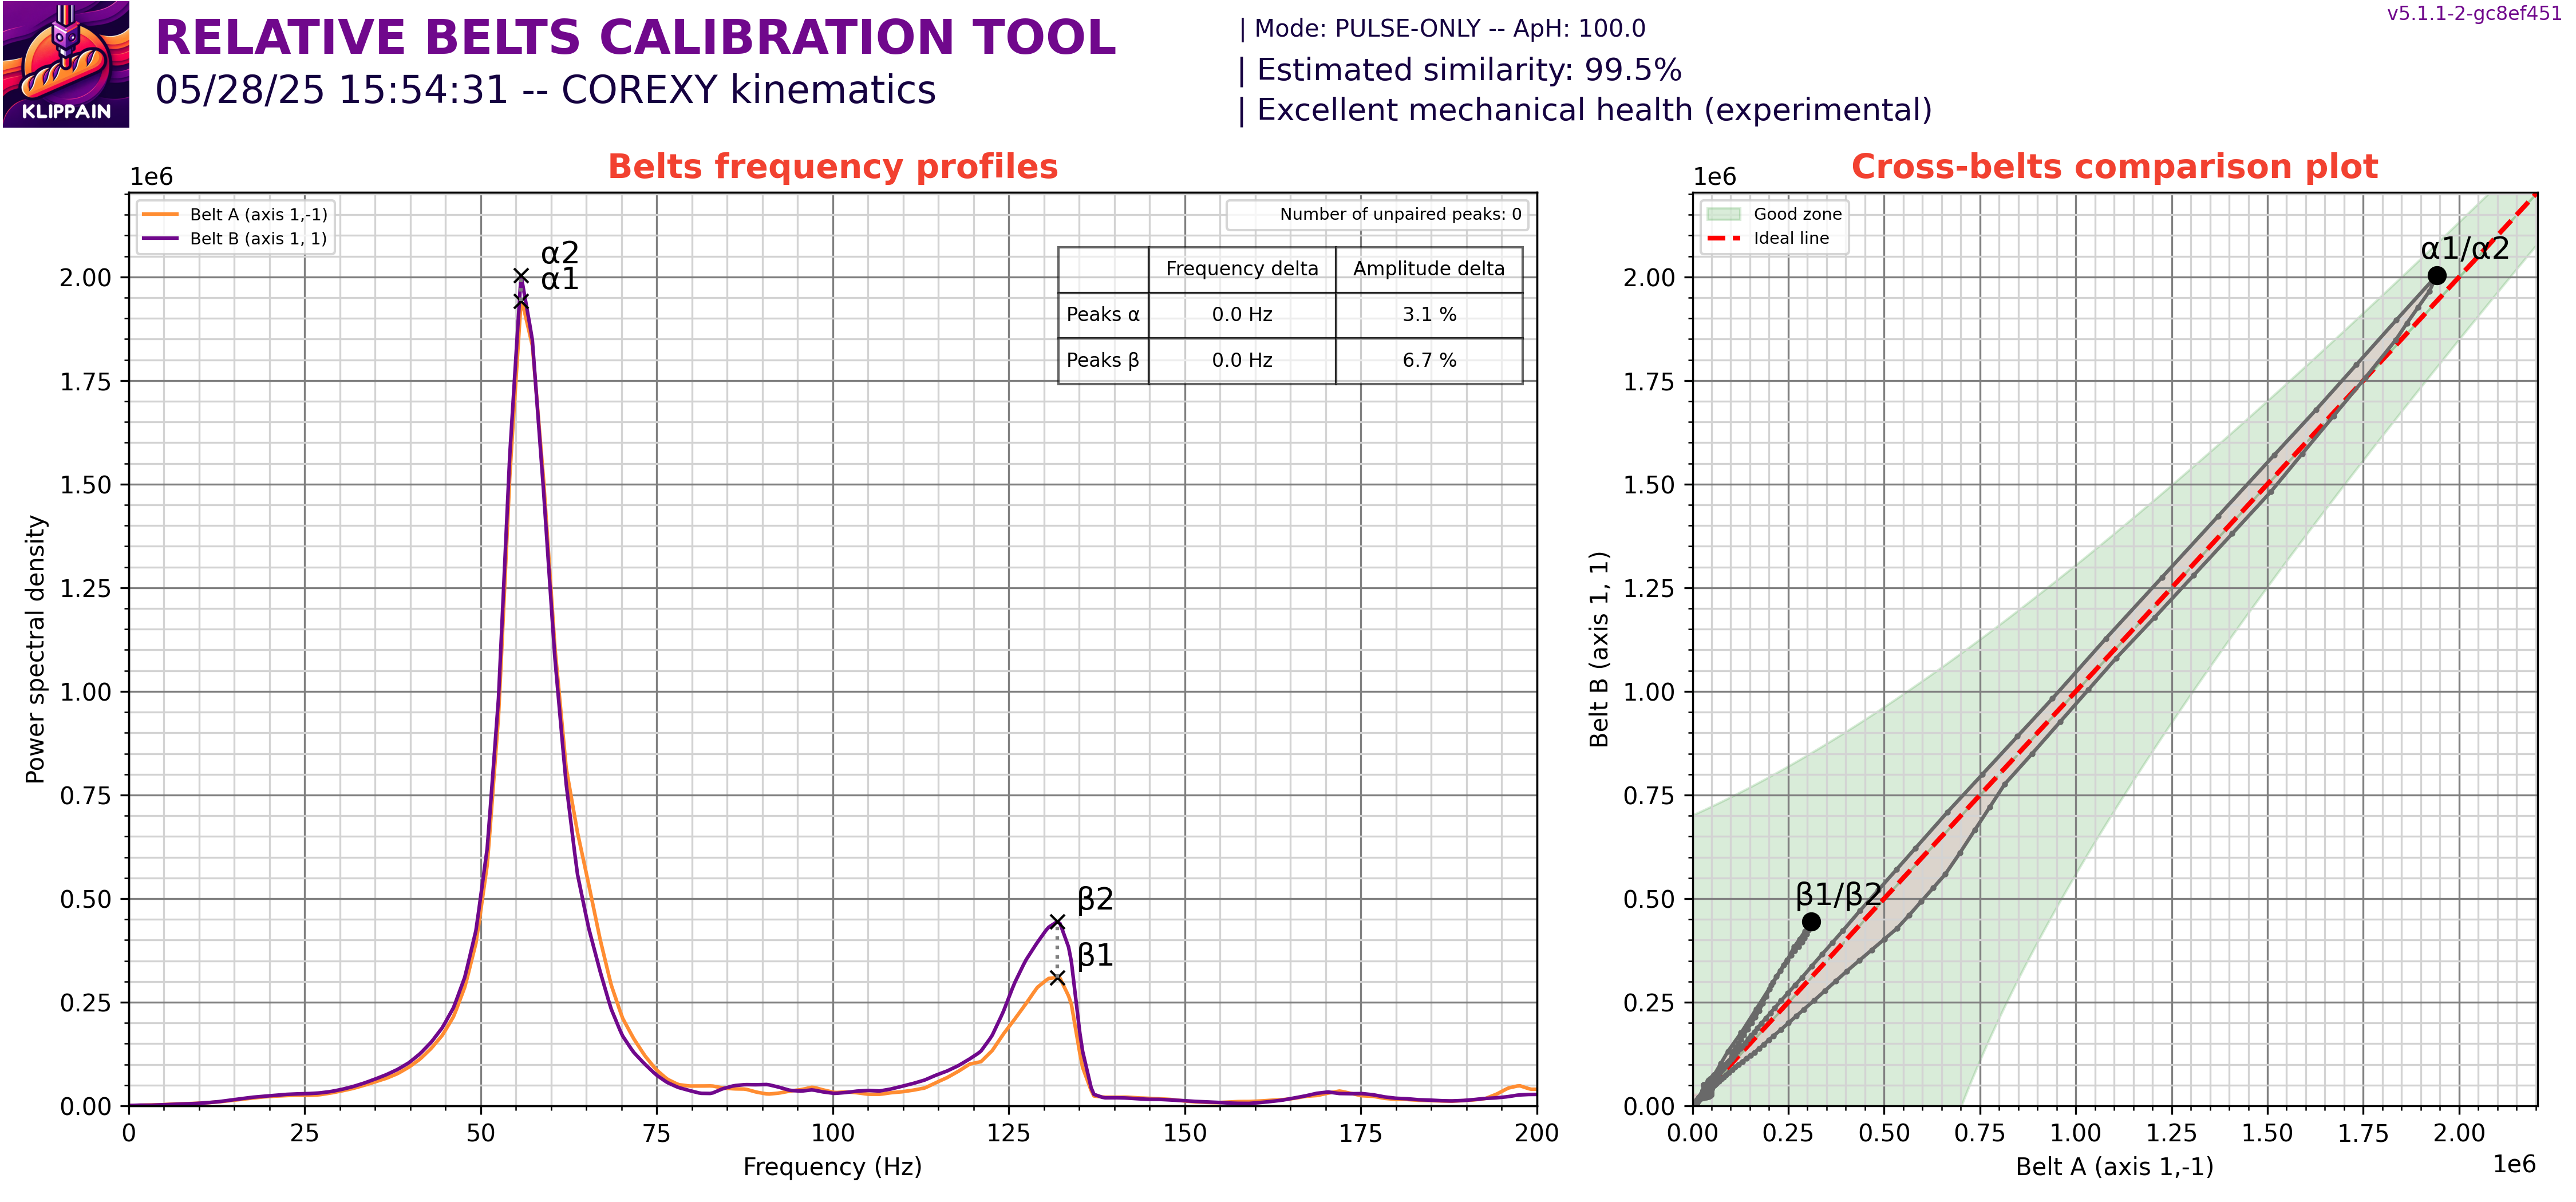 v5.1.1-2-gc8ef451
KLIPPAIN
RELATIVE BELTS CALIBRATION TOOL
05/28/25 15:54:31 -- COREXY kinematics
| Mode: PULSE-ONLY -- ApH: 100.0
| Estimated similarity: 99.5%
| Excellent mechanical health (experimental)
Belts frequency profiles
1e6
Belt A (axis 1,-1)
Belt B (axis 1, 1)
Number of unpaired peaks: 0
Frequency delta Amplitude delta
Peaks α 0.0 Hz 3.1 %
Peaks β 0.0 Hz 6.7 %
α2
α1
β2
β1
2.00
1.75
1.50
1.25
1.00
0.75
0.50
0.25
0.00
Power spectral density
0 25 50 75 100 125 150 175 200
Frequency (Hz)
Cross-belts comparison plot
1e6
Good zone
Ideal line
α1/α2
β1/β2
2.00
1.75
1.50
1.25
1.00
0.75
0.50
0.25
0.00
Belt B (axis 1, 1)
0.00 0.25 0.50 0.75 1.00 1.25 1.50 1.75 2.00
Belt A (axis 1,-1)
1e6